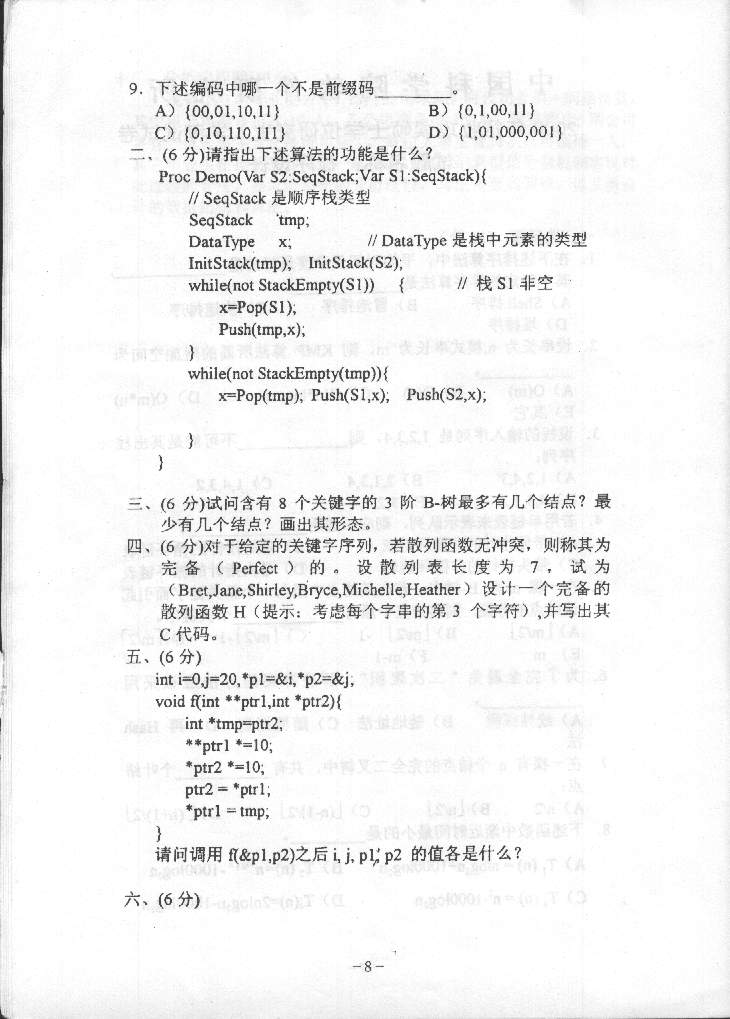 9. 下述编码中哪一个不是前缀码________。
A) {00,01,10,11} B) {0,1,00,11}
C) {0,10,110,111} D) {1,01,000,001}
二、(6 分)请指出下述算法的功能是什么?
Proc Demo(Var S2:SeqStack;Var S1:SeqStack){
// SeqStack 是顺序栈类型
SeqStack tmp;
DataType x; // DataType 是栈中元素的类型
InitStack(tmp); InitStack(S2);
while(not StackEmpty(S1)) { // 栈 S1 非空
x=Pop(S1);
Push(tmp,x);
}
while(not StackEmpty(tmp)){
x=Pop(tmp); Push(S1,x); Push(S2,x);
}
}
三、(6 分)试问含有 8 个关键字的 3 阶 B-树最多有几个结点? 最
少有几个结点? 画出其形态。
四、(6 分)对于给定的关键字序列,若散列函数无冲突,则称其为
完备(Perfect)的。设散列表长度为 7,试为
(Bret,Jane,Shirley,Bryce,Michelle,Heather)设计一个完备的
散列函数 H(提示:考虑每个字串的第 3 个字符),并写出其
C 代码。
五、(6 分)
int i=0,j=20,*p1=&i,*p2=&j;
void f(int **ptr1,int *ptr2){
int *tmp=ptr2;
**ptr1 *=10;
*ptr2 *=10;
ptr2 = *ptr1;
*ptr1 = tmp;
}
请问调用 f(&p1,p2)之后 i, j, p1, p2 的值各是什么?
六、(6 分)
-8-